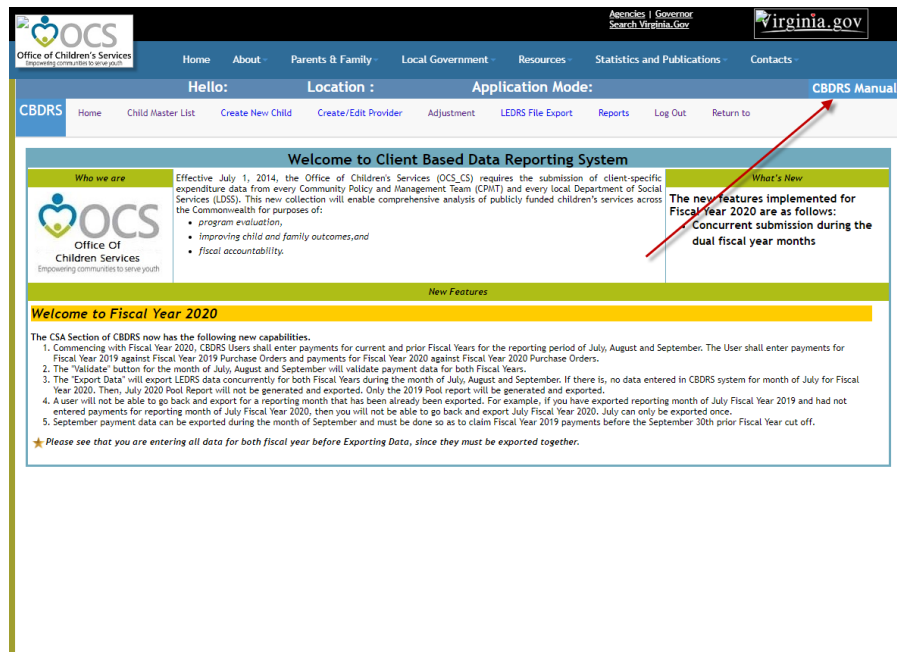 Agencies | Governor
Search Virginia.Gov
Virginia.gov
OCS
Office of Children's Services
Empowering communities to serve youth
Home About Parents & Family Local Government Resources Statistics and Publications Contacts
Hello: Location : Application Mode: CBDRS Manual
CBDRS Home Child Master List Create New Child Create/Edit Provider Adjustment LEDRS File Export Reports Log Out Return to
Welcome to Client Based Data Reporting System
Who we are
OCS
Office Of
Children Services
Empowering communities to serve youth
Effective July 1, 2014, the Office of Children's Services (OCS_CS) requires the submission of client-specific
expenditure data from every Community Policy and Management Team (CPMT) and every local Department of Social
Services (LDSS). This new collection will enable comprehensive analysis of publicly funded children's services across
the Commonwealth for purposes of:
• program evaluation,
• improving child and family outcomes,and
• fiscal accountability.
What's New
The new features implemented for
Fiscal Year 2020 are as follows:
• Concurrent submission during the
dual fiscal year months
New Features
Welcome to Fiscal Year 2020
The CSA Section of CBDRS now has the following new capabilities.
1. Commencing with Fiscal Year 2020, CBDRS Users shall enter payments for current and prior Fiscal Years for the reporting period of July, August and September. The User shall enter payments for
Fiscal Year 2019 against Fiscal Year 2019 Purchase Orders and payments for Fiscal Year 2020 against Fiscal Year 2020 Purchase Orders.
2. The "Validate" button for the month of July, August and September will validate payment data for both Fiscal Years.
3. The "Export Data" will export LEDRS data concurrently for both Fiscal Years during the month of July, August and September. If there is, no data entered in CBDRS system for month of July for Fiscal
Year 2020. Then, July 2020 Pool Report will not be generated and exported. Only the 2019 Pool report will be generated and exported.
4. A user will not be able to go back and export for a reporting month that has been already been exported. For example, if you have exported reporting month of July Fiscal Year 2019 and had not
entered payments for reporting month of July Fiscal Year 2020, then you will not be able to go back and export July Fiscal Year 2020. July can only be exported once.
5. September payment data can be exported during the month of September and must be done so as to claim Fiscal Year 2019 payments before the September 30th prior Fiscal Year cut off.
Please see that you are entering all data for both fiscal year before Exporting Data, since they must be exported together.